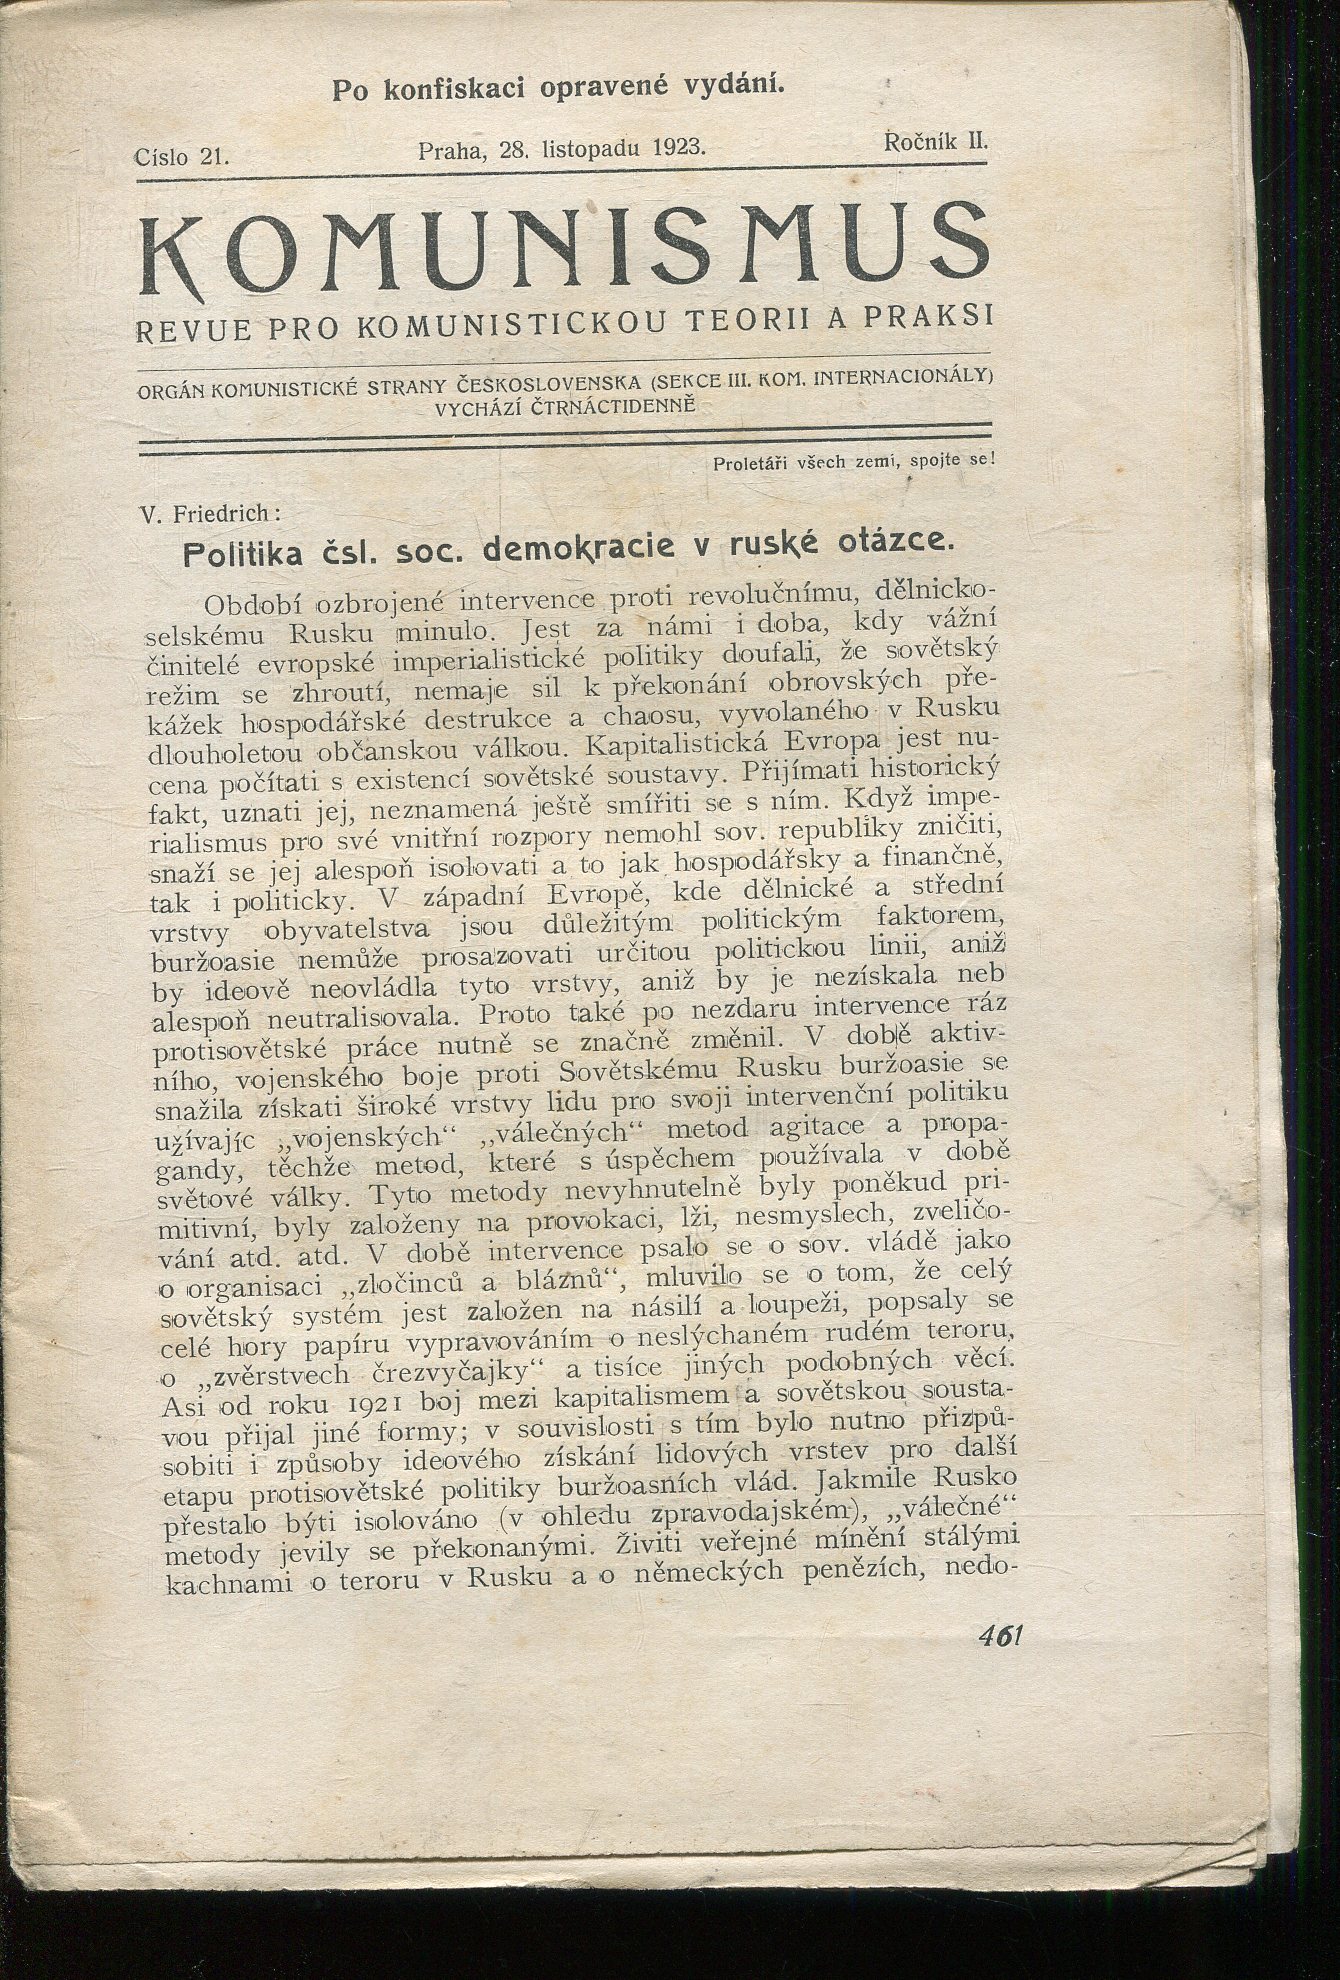 Po konfiskaci opravené vydání.
Číslo 21.
Praha, 28. listopadu 1923.
Ročník II.
KOMUNISMUS
REVUE PRO KOMUNISTICKOU TEORII A PRAKSI
ORGÁN KOMUNISTICKÉ STRANY ČESKOSLOVENSKA (SEKCE III. KOM. INTERNACIONÁLY)
VYCHÁZÍ ČTRNÁCTIDENNĚ
Proletáři všech zemí, spojte se!
V. Friedrich:
Politika čsl. soc. demokracie v ruské otázce.
Období ozbrojené intervence proti revolučnímu, dělnicko-
selskému Rusku minulo. Jest za námi i doba, kdy vážní
činitelé evropské imperialistické politiky doufali, že sovětský
režim se zhroutí, nemaje sil k překonání obrovských pře-
kážek hospodářské destrukce a chaosu, vyvolaného v Rusku
dlouholetou občanskou válkou. Kapitalistická Evropa jest nu-
cena počítati s existencí sovětské soustavy. Přijímati historický
fakt, uznati jej, neznamená ještě smířiti se s ním. Když impe-
rialismus pro své vnitřní rozpory nemohl sov. republiky zničiti,
snaží se jej alespoň isolovati a to jak hospodářsky a finančně,
tak i politicky. V západní Evropě, kde dělnické a střední
vrstvy obyvatelstva jsou důležitým politickým faktorem,
buržoasie nemůže prosazovati určitou politickou linii, aniž
by ideově neovládla tyto vrstvy, aniž by je nezískala neb
alespoň neutralisovala. Proto také po nezdaru intervence ráz
protisovětské práce nutně se značně změnil. V době aktiv-
ního, vojenského boje proti Sovětskému Rusku buržoasie se
snažila získati široké vrstvy lidu pro svoji intervenční politiku
užívajíc „vojenských“ „válečných“ metod agitace a propa-
gandy, těchže metod, které s úspěchem používala v době
světové války. Tyto metody nevyhnutelně byly poněkud pri-
mitivní, byly založeny na provokaci, lži, nesmyslech, zveličo-
vání atd. atd. V době intervence psalo se o sov. vládě jako
o organisaci „zločinců a bláznů“, mluvilo se o tom, že celý
sovětský systém jest založen na násilí a loupeži, popsaly se
celé hory papíru vypravováním o neslýchaném rudém teroru,
o „zvěrstvech črezvyčajky“ a tisíce jiných podobných věcí.
Asi od roku 1921 boj mezi kapitalismem a sovětskou sousta-
vou přijal jiné formy; v souvislosti s tím bylo nutno přizpů-
sobiti i způsoby ideového získání lidových vrstev pro další
etapu protisovětské politiky buržoasních vlád. Jakmile Rusko
přestalo býti isolováno (v ohledu zpravodajském), „válečné“
metody jevily se překonanými. Živiti veřejné mínění stálými
kachnami o teroru v Rusku a o německých penězích, nedo-
461